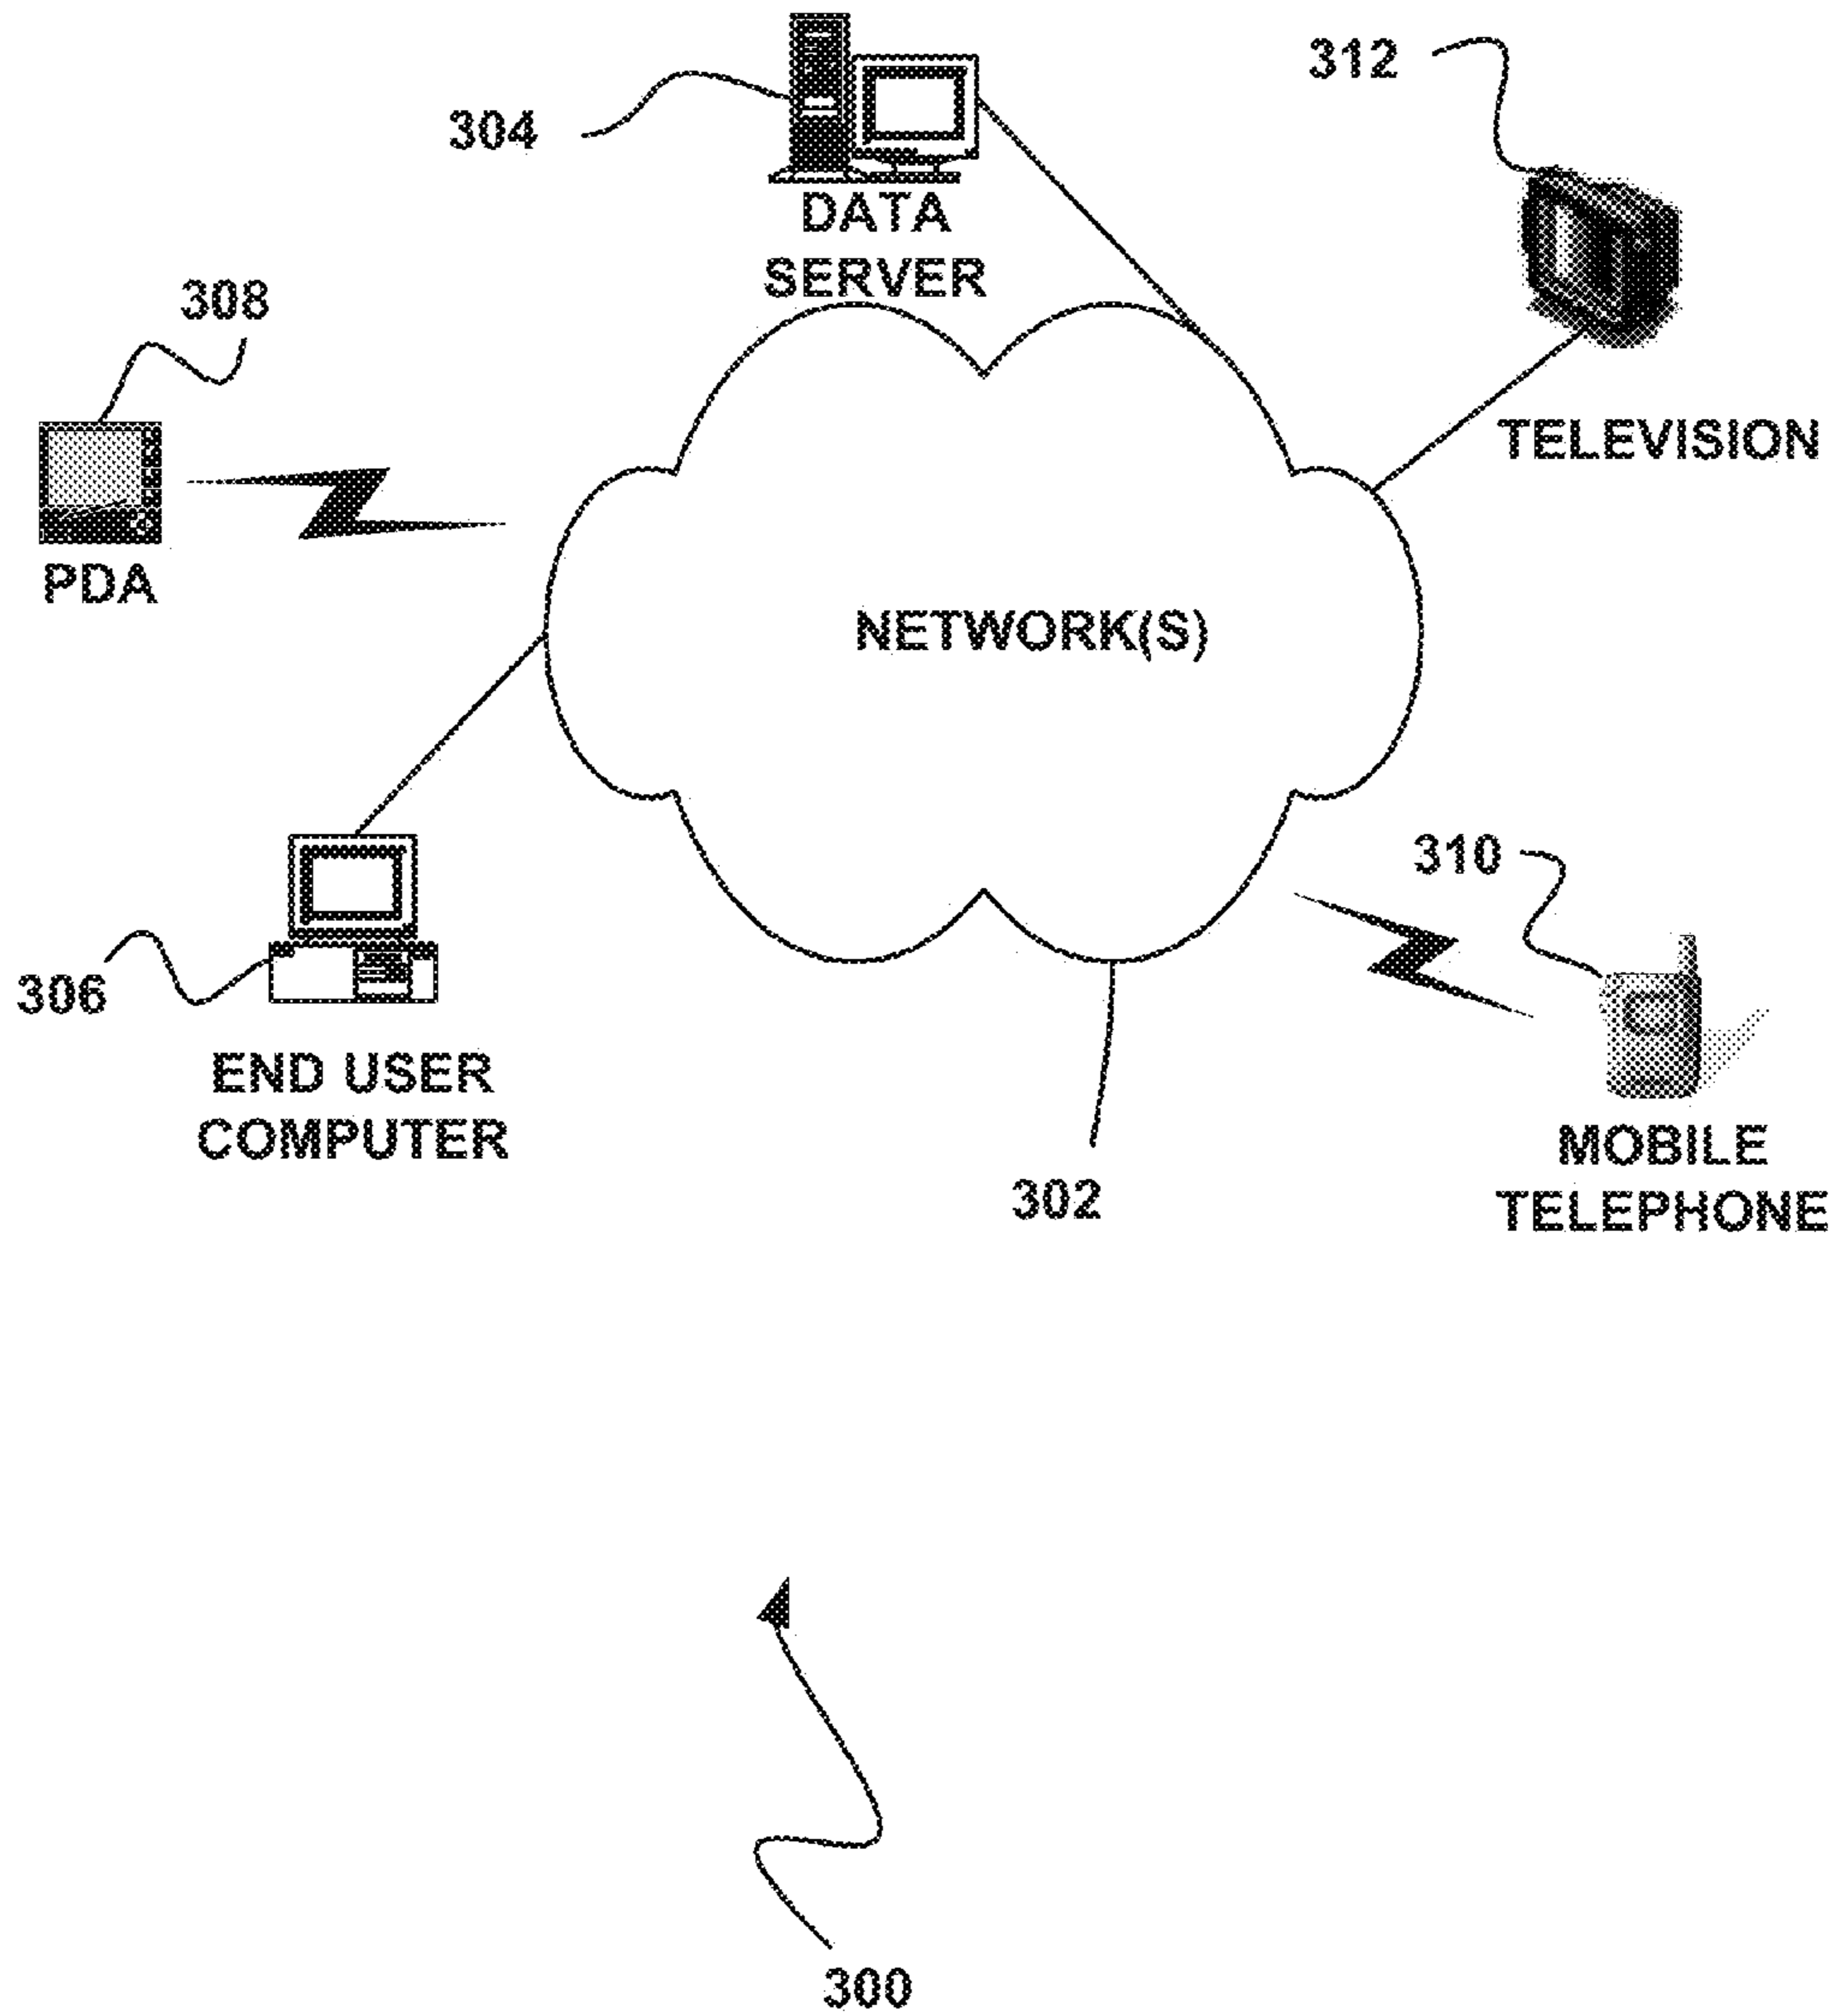 312
304
DATA
SERVER
308
TELEVISION
PDA
NETWORK(S)
310
306
END USER
COMPUTER
MOBILE
TELEPHONE
302
300